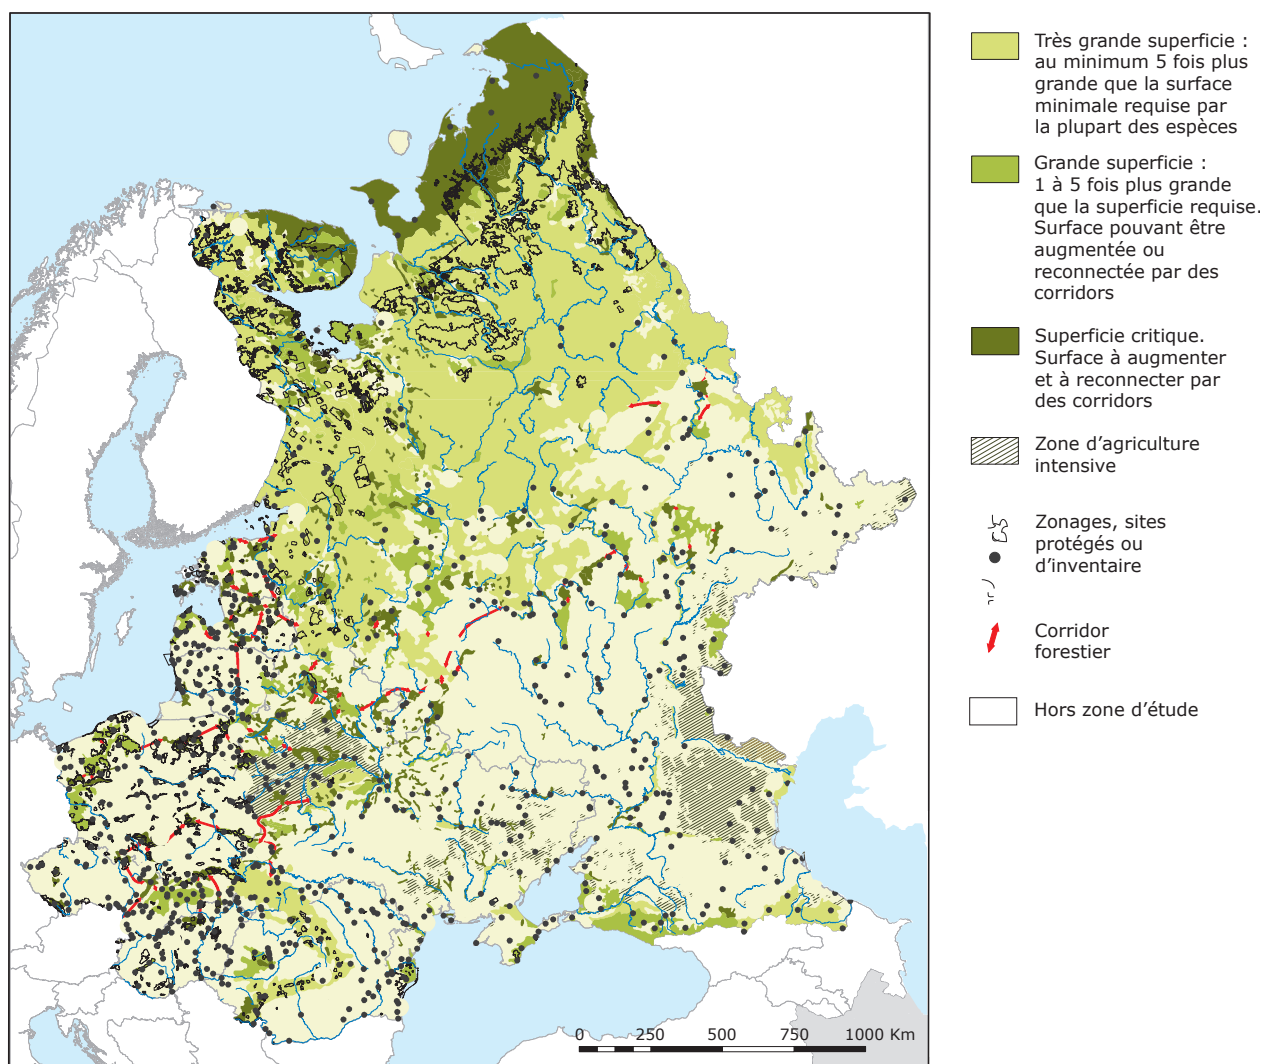 Très grande superficie :
au minimum 5 fois plus
grande que la surface
minimale requise par
la plupart des espèces
Grande superficie :
1 à 5 fois plus grande
que la superficie requise.
Surface pouvant être
augmentée ou
reconnectée par des
corridors
Superficie critique.
Surface à augmenter
et à reconnecter par
des corridors
Zone d’agriculture
intensive
Zonages, sites
protégés ou
d’inventaire
Corridor
forestier
Hors zone d’étude
0 250 500 750 1000 Km